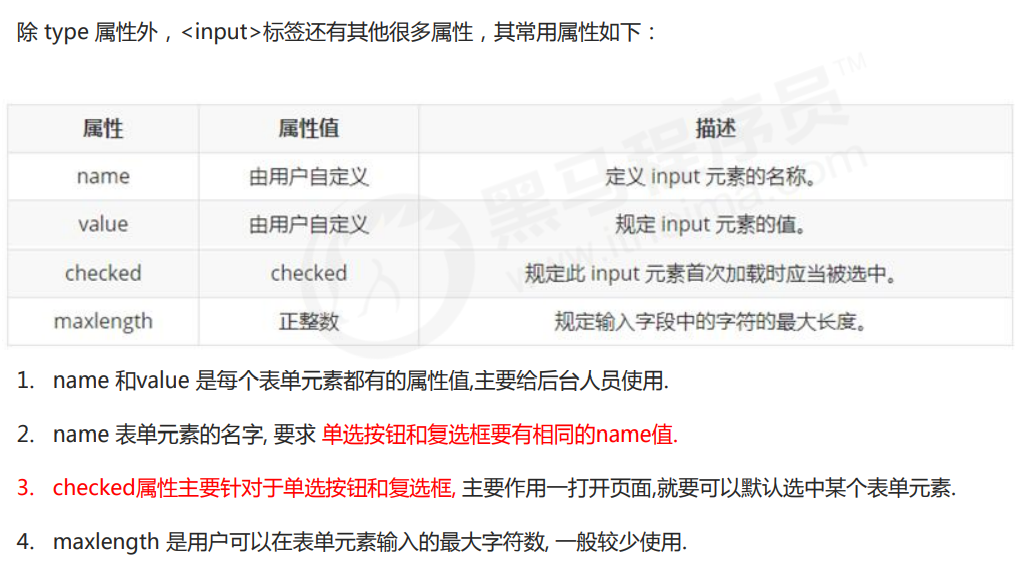 除 type 属性外，<input>标签还有其他很多属性，其常用属性如下：
黑马程序员™
www.itheima.com
属性 属性值 描述
name 由用户自定义 定义 input 元素的名称。
value 由用户自定义 规定 input 元素的值。
checked checked 规定此 input 元素首次加载时应当被选中。
maxlength 正整数 规定输入字段中的字符的最大长度。
1. name 和value 是每个表单元素都有的属性值,主要给后台人员使用.
2. name 表单元素的名字, 要求 单选按钮和复选框要有相同的name值.
3. checked属性主要针对于单选按钮和复选框, 主要作用一打开页面,就要可以默认选中某个表单元素.
4. maxlength 是用户可以在表单元素输入的最大字符数, 一般较少使用.